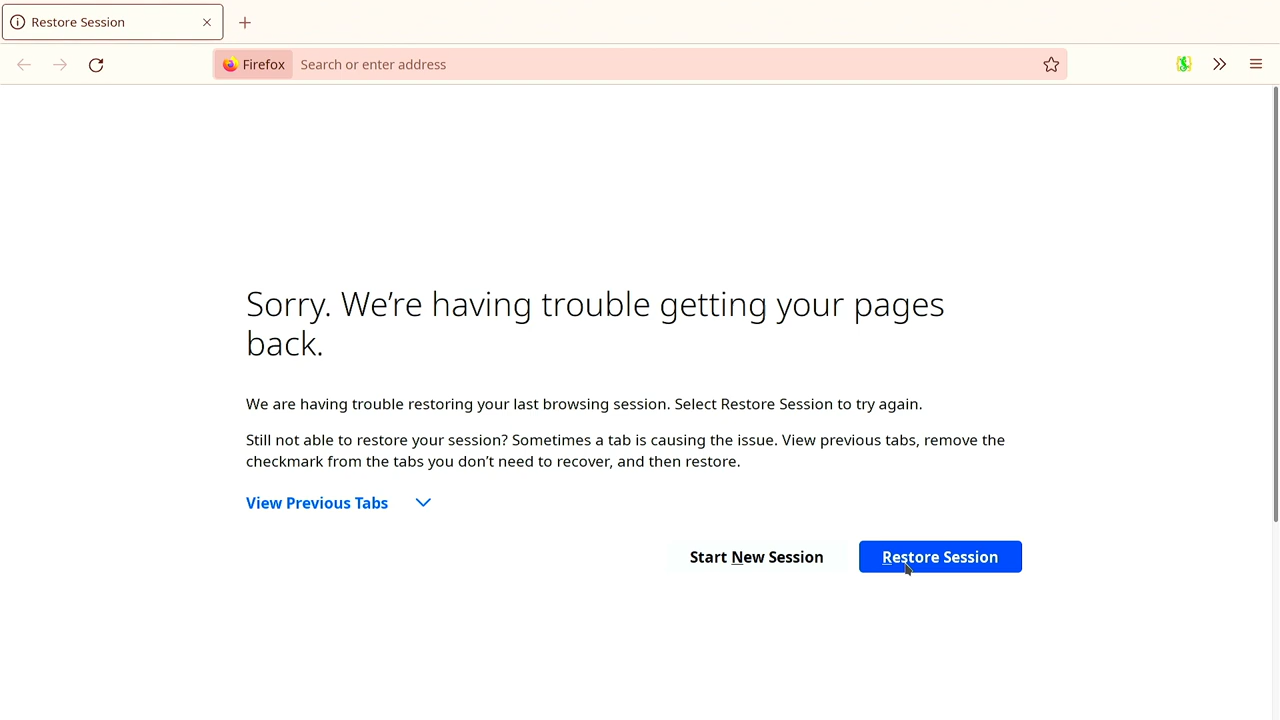 Restore Session
Firefox
Search or enter address
Sorry. We’re having trouble getting your pages
back.
We are having trouble restoring your last browsing session. Select Restore Session to try again.
Still not able to restore your session? Sometimes a tab is causing the issue. View previous tabs, remove the
checkmark from the tabs you don’t need to recover, and then restore.
View Previous Tabs
Start New Session
Restore Session